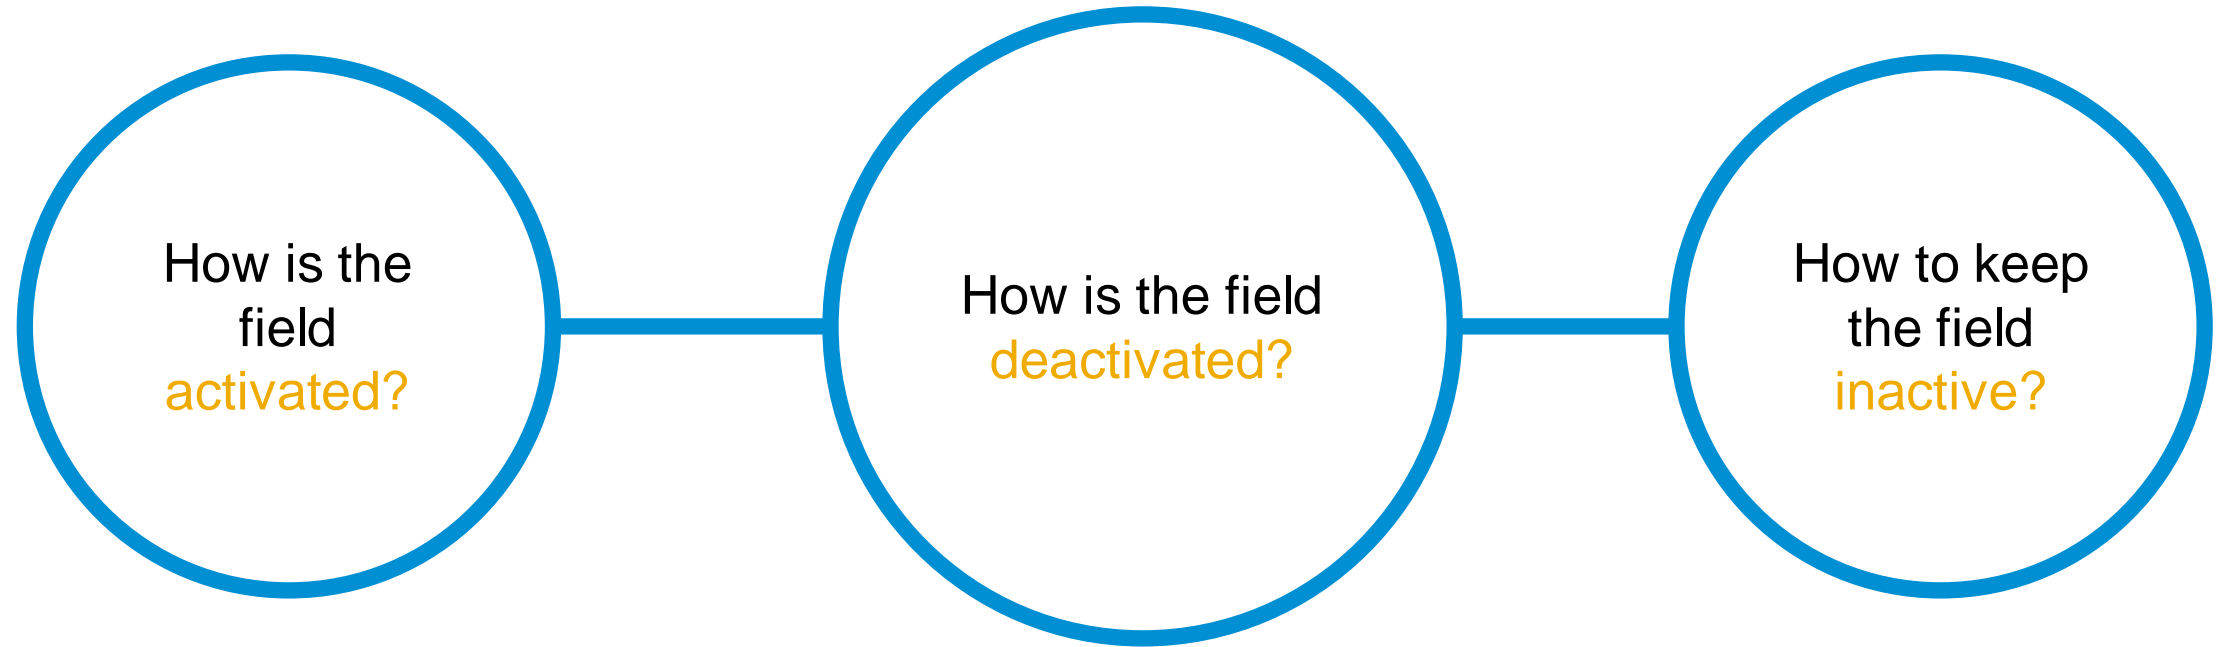 How is the
field
activated?
How is the field
deactivated?
How to keep
the field
inactive?